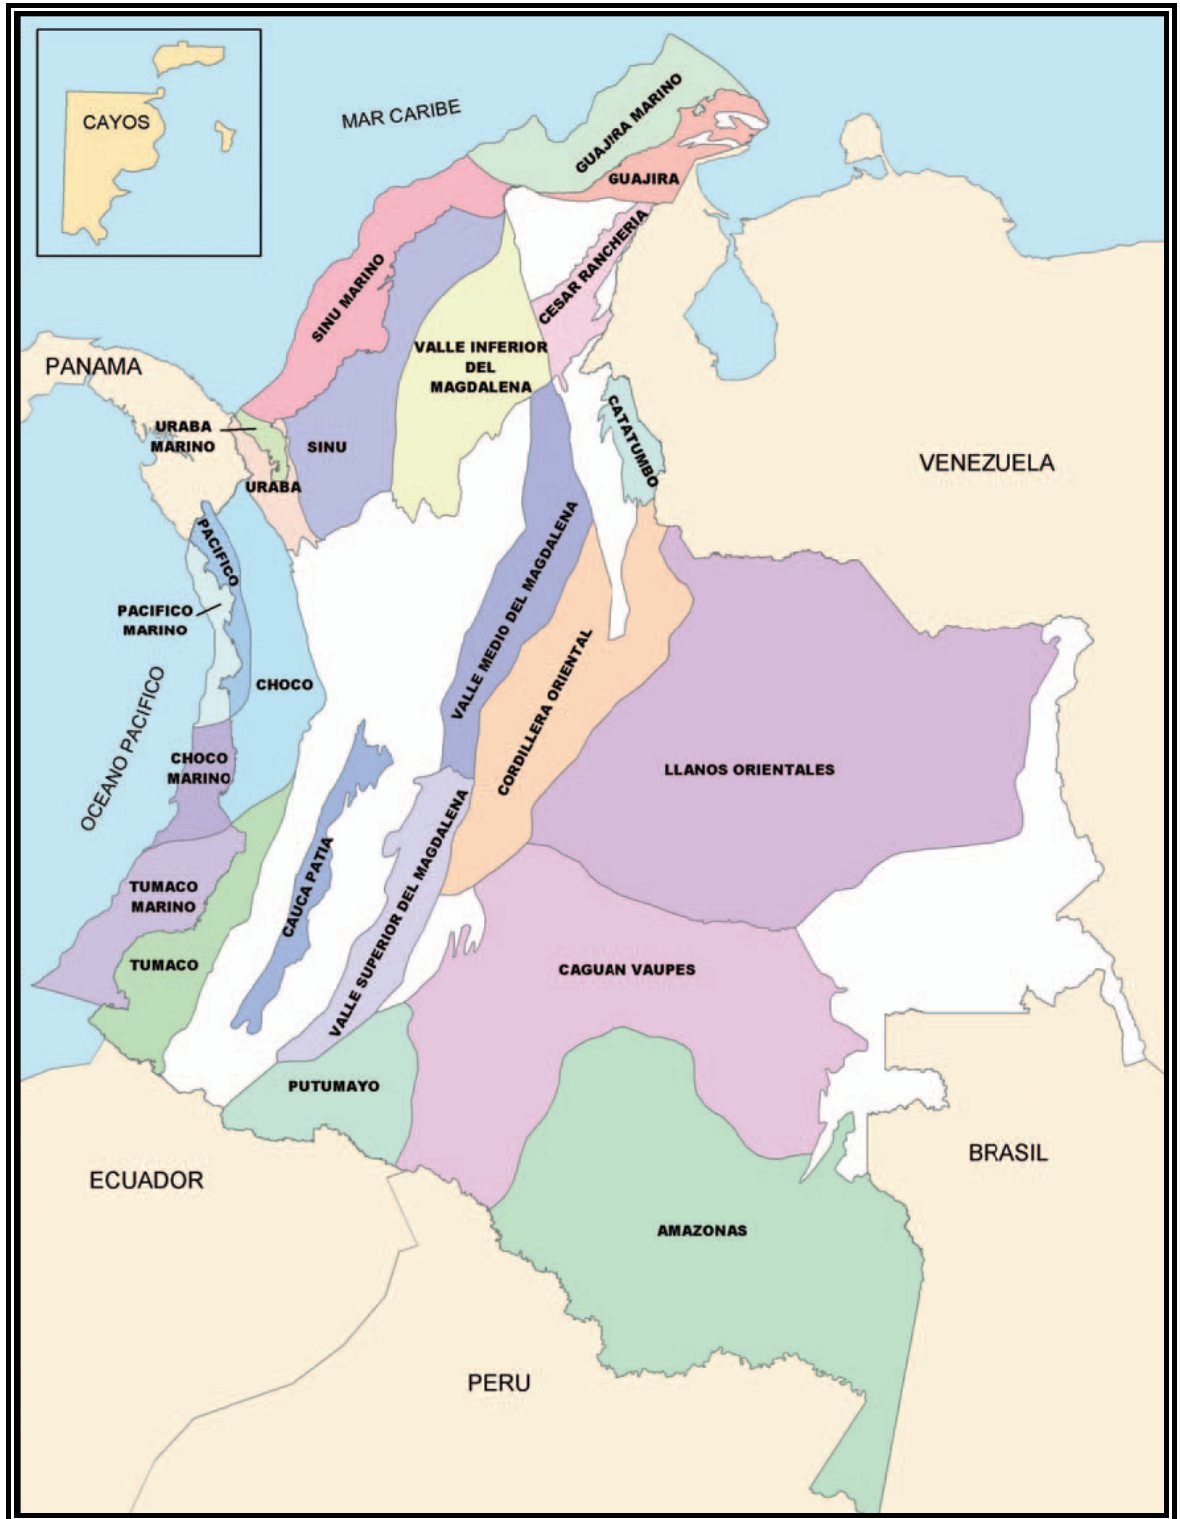 CAYOS
MAR CARIBE
GUAJIRA MARINO
GUAJIRA
CESAR RANCHERIA
SINU MARINO
VALLE INFERIOR
DEL
MAGDALENA
PANAMA
CATATUMBO
URABA
MARINO
SINU
VENEZUELA
URABA
PACIFICO
VALLE MEDIO DEL MAGDALENA
PACIFICO
MARINO
CORDILLERA ORIENTAL
CHOCO
OCEANO PACIFICO
CHOCO
MARINO
LLANOS ORIENTALES
VALLE SUPERIOR DEL MAGDALENA
CAUCA PATIA
TUMACO
MARINO
TUMACO
CAGUAN VAUPES
PUTUMAYO
BRASIL
ECUADOR
AMAZONAS
PERU